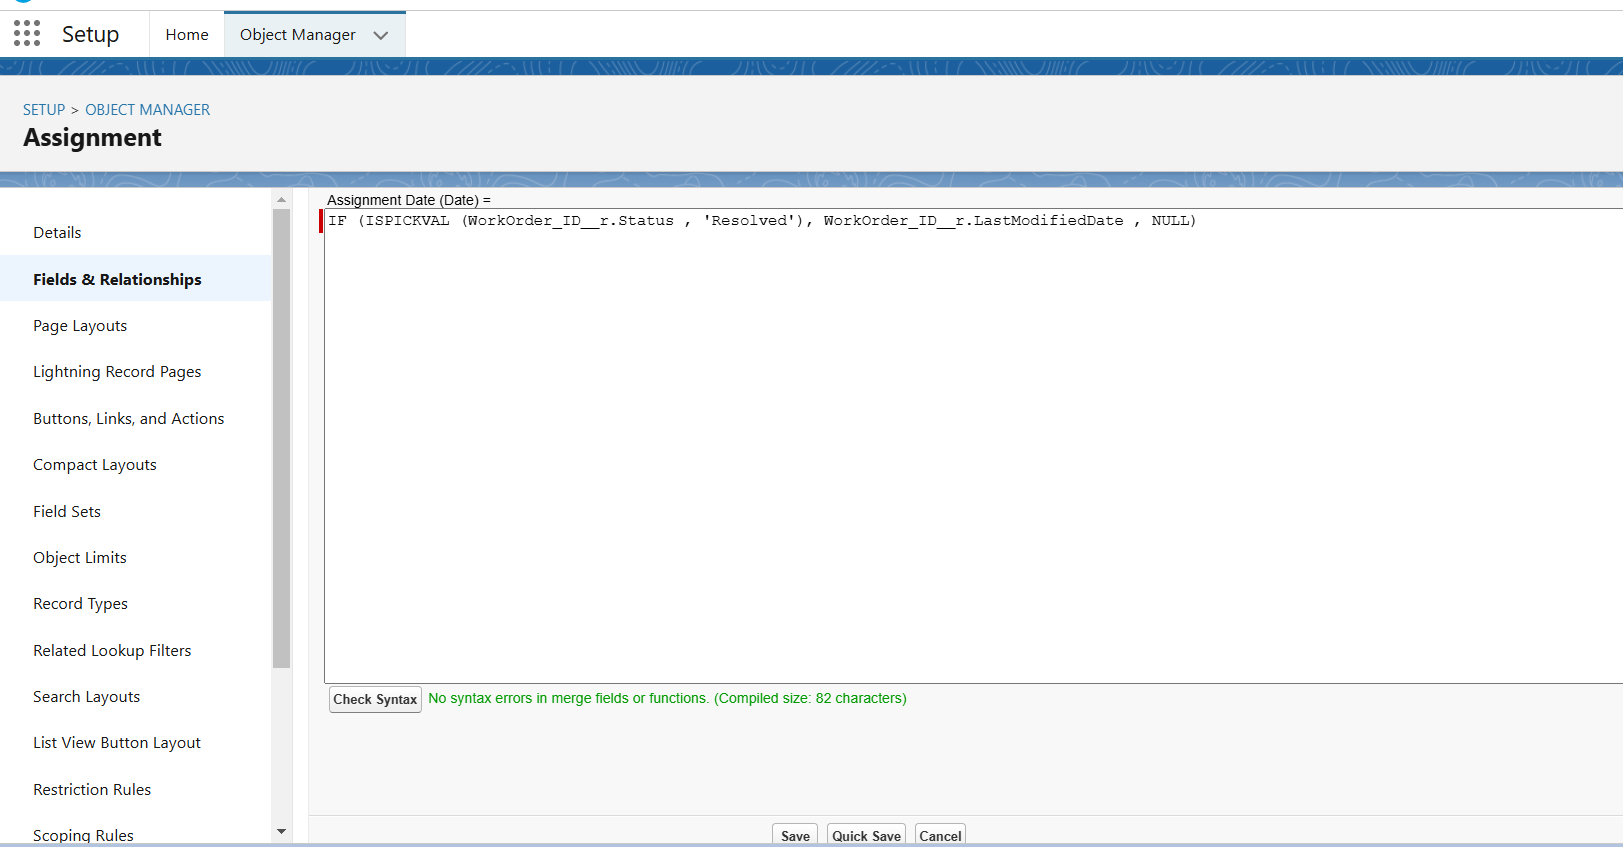 Setup
Home
Object Manager
SETUP > OBJECT MANAGER
Assignment
Details
Fields & Relationships
Page Layouts
Lightning Record Pages
Buttons, Links, and Actions
Compact Layouts
Field Sets
Object Limits
Record Types
Related Lookup Filters
Search Layouts
List View Button Layout
Restriction Rules
Scoping Rules
Assignment Date (Date) =
IF (ISPICKVAL (WorkOrder_ID__r.Status , 'Resolved'), WorkOrder_ID__r.LastModifiedDate , NULL)
Check Syntax No syntax errors in merge fields or functions. (Compiled size: 82 characters)
Save Quick Save Cancel